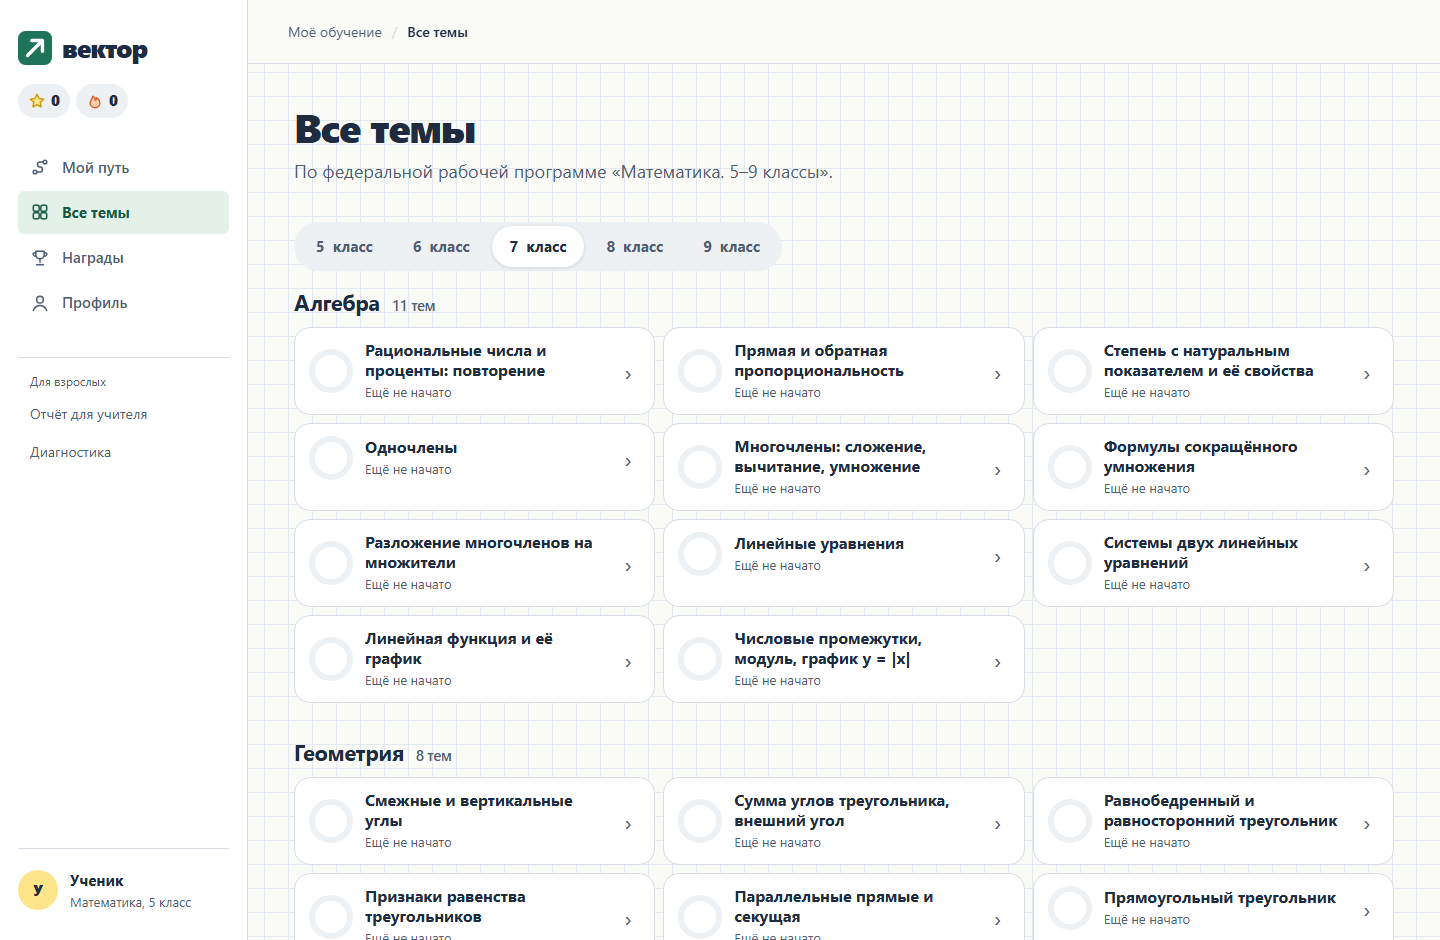 вектор
0
0
Мой путь
Все темы
Награды
Профиль
Для взрослых
Отчёт для учителя
Диагностика
У
Ученик
Математика, 5 класс
Моё обучение / Все темы
Все темы
По федеральной рабочей программе «Математика. 5–9 классы».
5 класс
6 класс
7 класс
8 класс
9 класс
Алгебра 11 тем
Рациональные числа и
проценты: повторение
Ещё не начато
Прямая и обратная
пропорциональность
Ещё не начато
Степень с натуральным
показателем и её свойства
Ещё не начато
Одночлены
Ещё не начато
Многочлены: сложение,
вычитание, умножение
Ещё не начато
Формулы сокращённого
умножения
Ещё не начато
Разложение многочленов на
множители
Ещё не начато
Линейные уравнения
Ещё не начато
Системы двух линейных
уравнений
Ещё не начато
Линейная функция и её
график
Ещё не начато
Числовые промежутки,
модуль, график y = |x|
Ещё не начато
Геометрия 8 тем
Смежные и вертикальные
углы
Ещё не начато
Сумма углов треугольника,
внешний угол
Ещё не начато
Равнобедренный и
равносторонний треугольник
Ещё не начато
Признаки равенства
треугольников
Ещё не начато
Параллельные прямые и
секущая
Ещё не начато
Прямоугольный треугольник
Ещё не начато